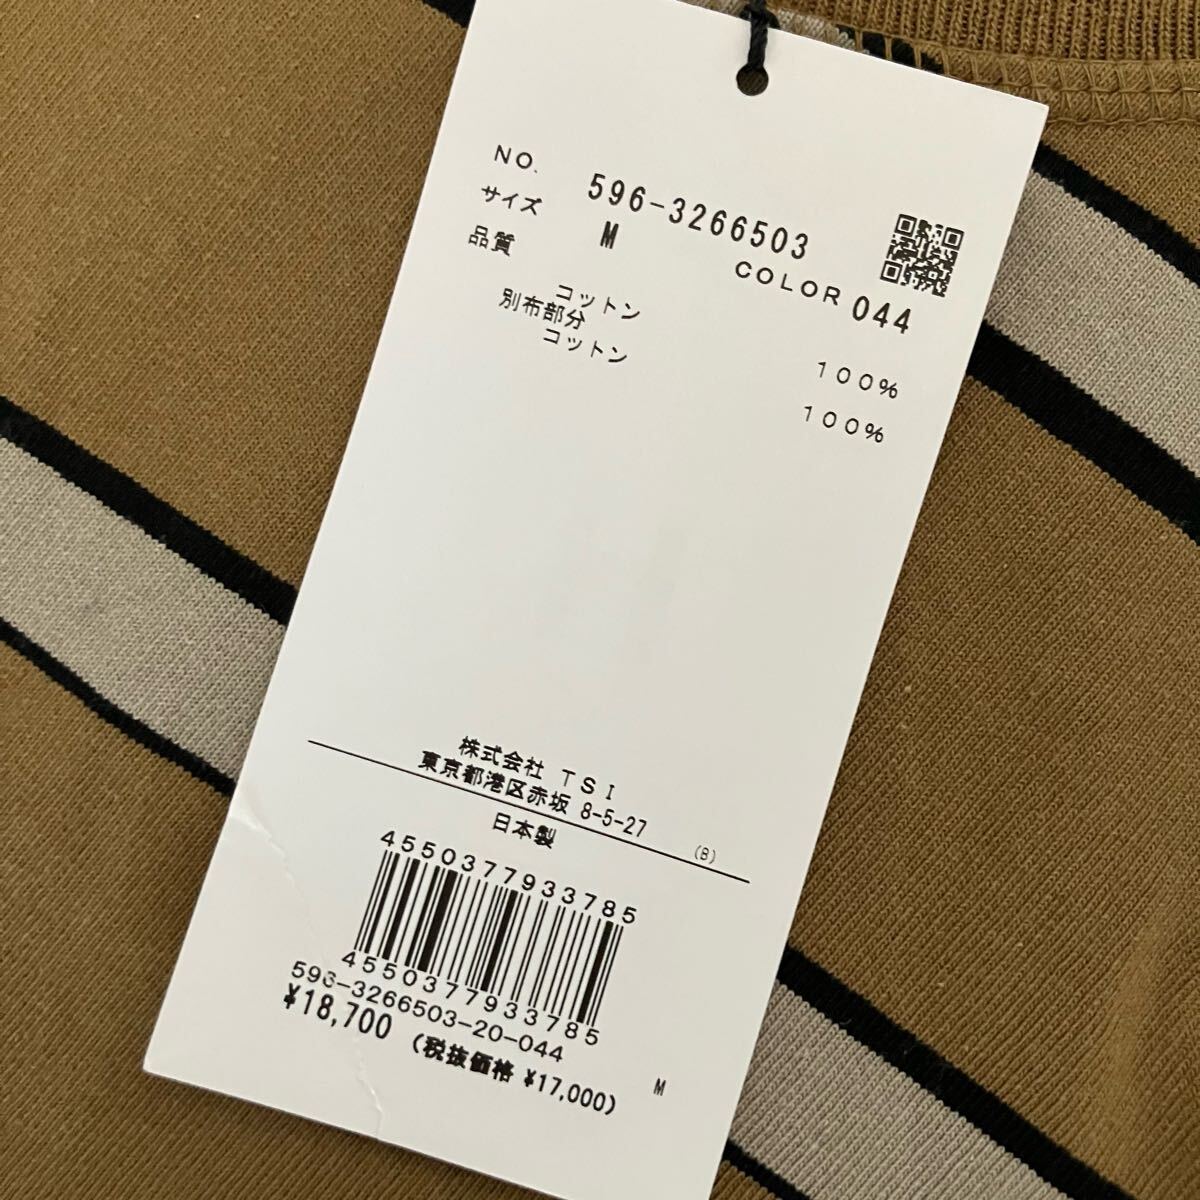 NO. 596-3266503
サイズ M
COLOR 044
品質
コットン 100%
別布部分
コットン 100%
株式会社 TSI
東京都港区赤坂 8-5-27
日本製 (B)
4550377933785
4550377933785
596-3266503-20-044
¥18,700 (税抜価格 ¥17,000) M